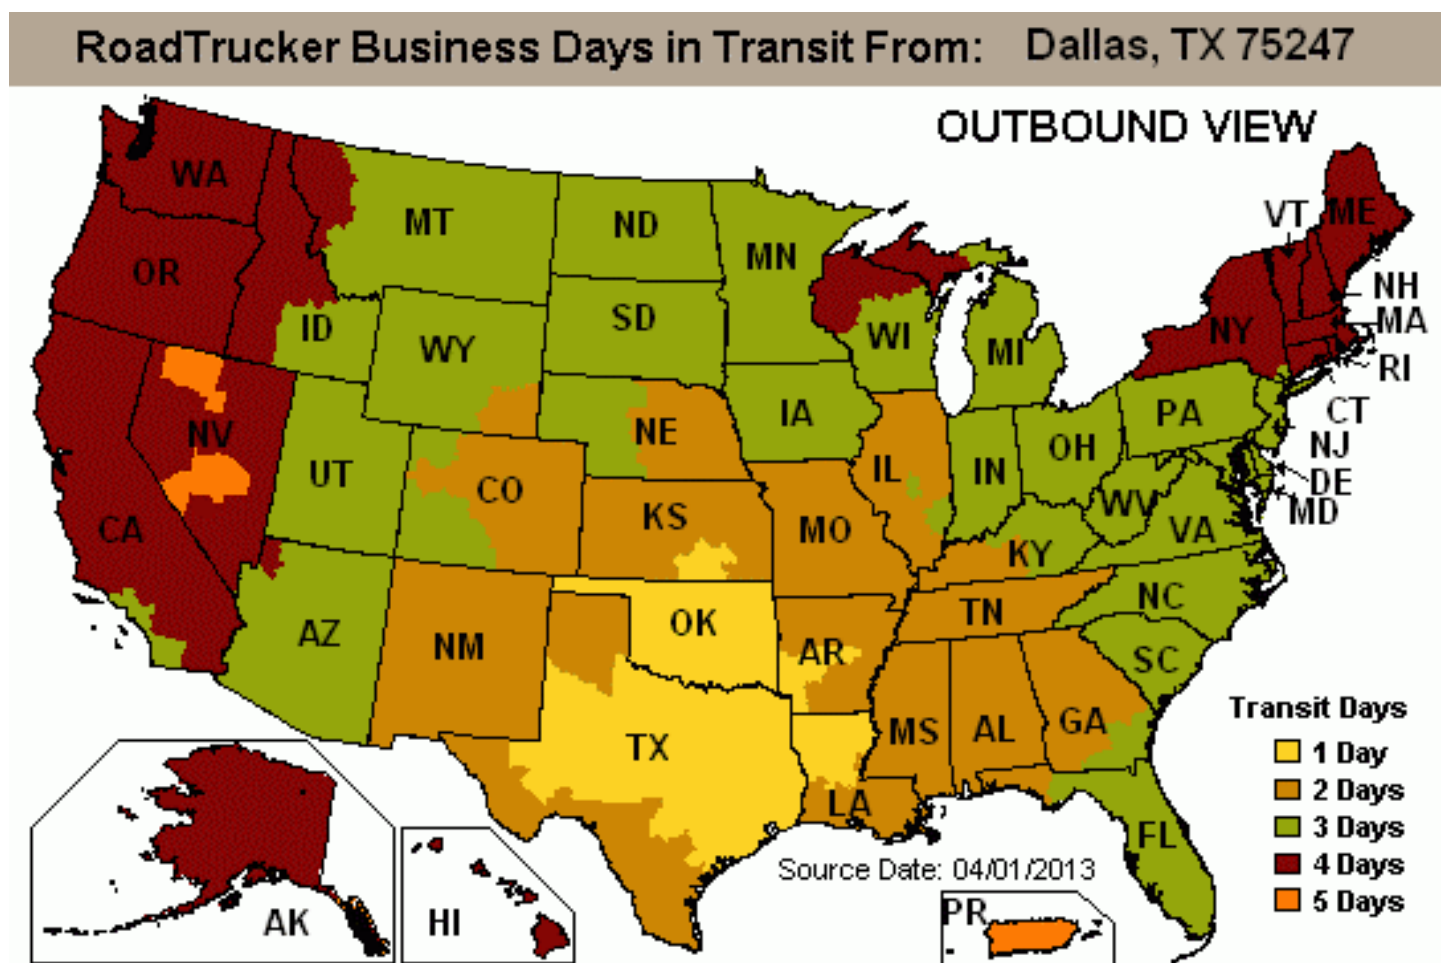 RoadTrucker Business Days in Transit From: Dallas, TX 75247
OUTBOUND VIEW
WA
MT
ND
MN
VT
ME
OR
ID
WY
SD
WI
MI
NY
NH
MA
RI
CT
NJ
DE
MD
NV
UT
CO
NE
IA
IL
IN
OH
PA
WV
VA
CA
KS
MO
KY
AZ
NM
OK
AR
TN
NC
SC
TX
LA
MS
AL
GA
FL
AK
HI
PR
Transit Days
1 Day
2 Days
3 Days
4 Days
5 Days
Source Date: 04/01/2013